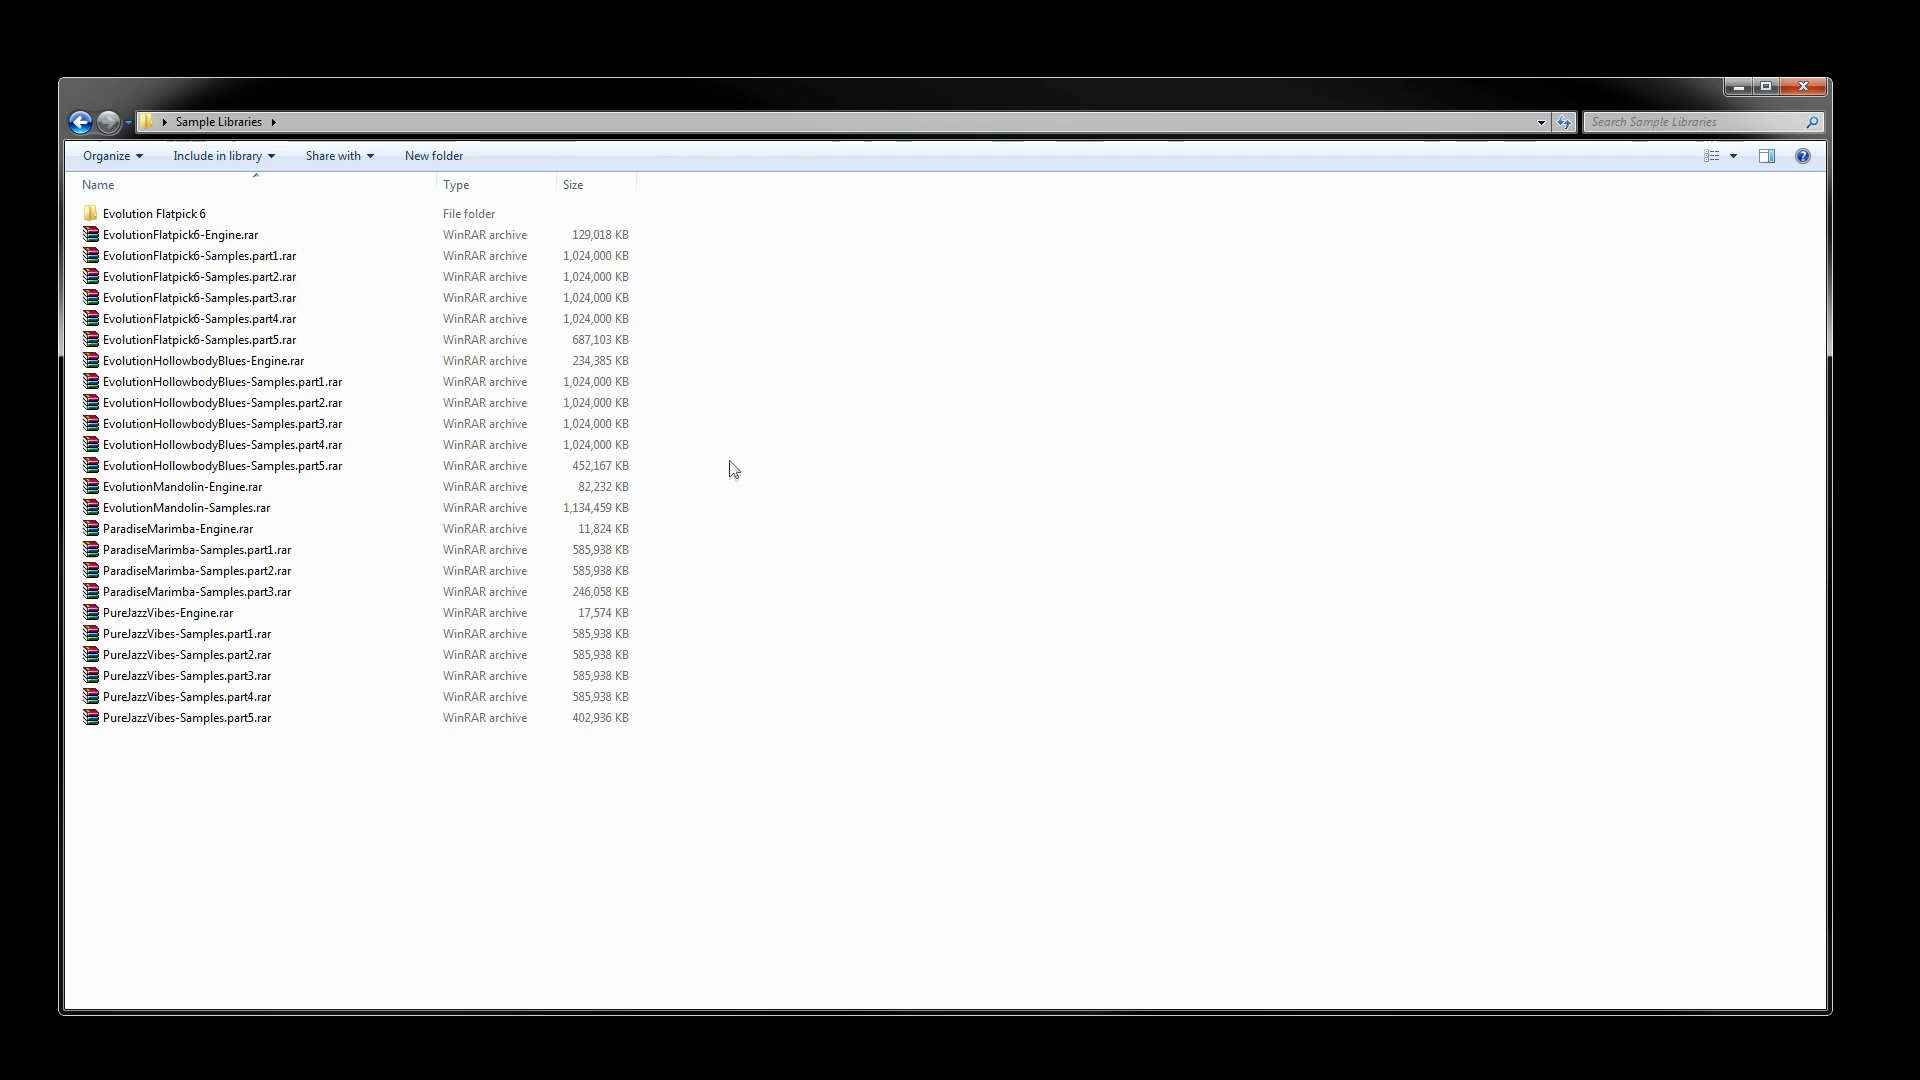 Sample Libraries
Search Sample Libraries
Organize Include in library Share with New folder
Name Type Size
Evolution Flatpick 6 File folder
EvolutionFlatpick6-Engine.rar WinRAR archive 129,018 KB
EvolutionFlatpick6-Samples.part1.rar WinRAR archive 1,024,000 KB
EvolutionFlatpick6-Samples.part2.rar WinRAR archive 1,024,000 KB
EvolutionFlatpick6-Samples.part3.rar WinRAR archive 1,024,000 KB
EvolutionFlatpick6-Samples.part4.rar WinRAR archive 1,024,000 KB
EvolutionFlatpick6-Samples.part5.rar WinRAR archive 687,103 KB
EvolutionHollowbodyBlues-Engine.rar WinRAR archive 234,385 KB
EvolutionHollowbodyBlues-Samples.part1.rar WinRAR archive 1,024,000 KB
EvolutionHollowbodyBlues-Samples.part2.rar WinRAR archive 1,024,000 KB
EvolutionHollowbodyBlues-Samples.part3.rar WinRAR archive 1,024,000 KB
EvolutionHollowbodyBlues-Samples.part4.rar WinRAR archive 1,024,000 KB
EvolutionHollowbodyBlues-Samples.part5.rar WinRAR archive 452,167 KB
EvolutionMandolin-Engine.rar WinRAR archive 82,232 KB
EvolutionMandolin-Samples.rar WinRAR archive 1,134,459 KB
ParadiseMarimba-Engine.rar WinRAR archive 11,824 KB
ParadiseMarimba-Samples.part1.rar WinRAR archive 585,938 KB
ParadiseMarimba-Samples.part2.rar WinRAR archive 585,938 KB
ParadiseMarimba-Samples.part3.rar WinRAR archive 246,058 KB
PureJazzVibes-Engine.rar WinRAR archive 17,574 KB
PureJazzVibes-Samples.part1.rar WinRAR archive 585,938 KB
PureJazzVibes-Samples.part2.rar WinRAR archive 585,938 KB
PureJazzVibes-Samples.part3.rar WinRAR archive 585,938 KB
PureJazzVibes-Samples.part4.rar WinRAR archive 585,938 KB
PureJazzVibes-Samples.part5.rar WinRAR archive 402,936 KB